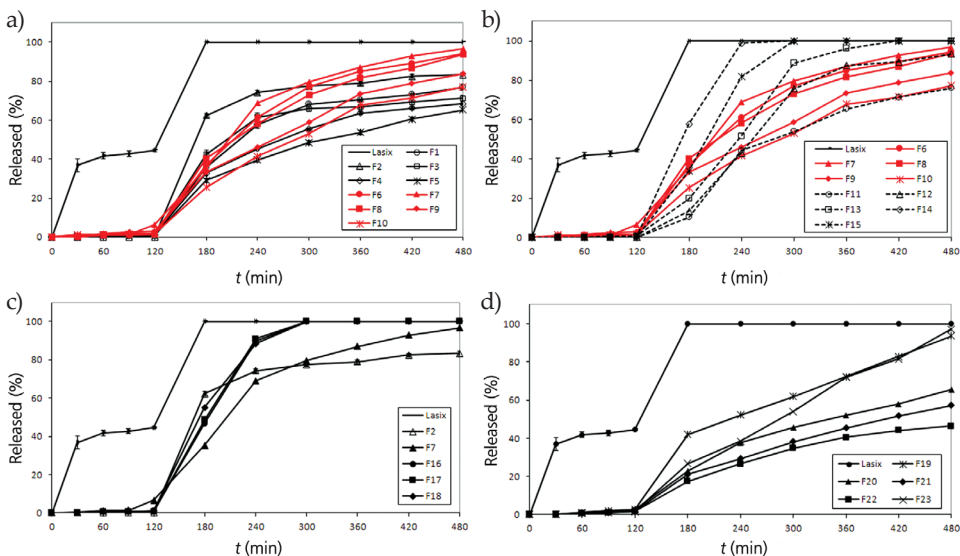 a)
Released (%)
100
80
60
40
20
0
0 60 120 180 240 300 360 420 480
t (min)
Lasix F1
F2 F3
F4 F5
F6 F7
F8 F9
F10
b)
Released (%)
100
80
60
40
20
0
0 60 120 180 240 300 360 420 480
t (min)
Lasix F6
F7 F8
F9 F10
F11 F12
F13 F14
F15
c)
Released (%)
100
80
60
40
20
0
0 60 120 180 240 300 360 420 480
t (min)
Lasix
F2
F7
F16
F17
F18
d)
Released (%)
100
80
60
40
20
0
0 60 120 180 240 300 360 420 480
t (min)
Lasix F19
F20 F21
F22 F23